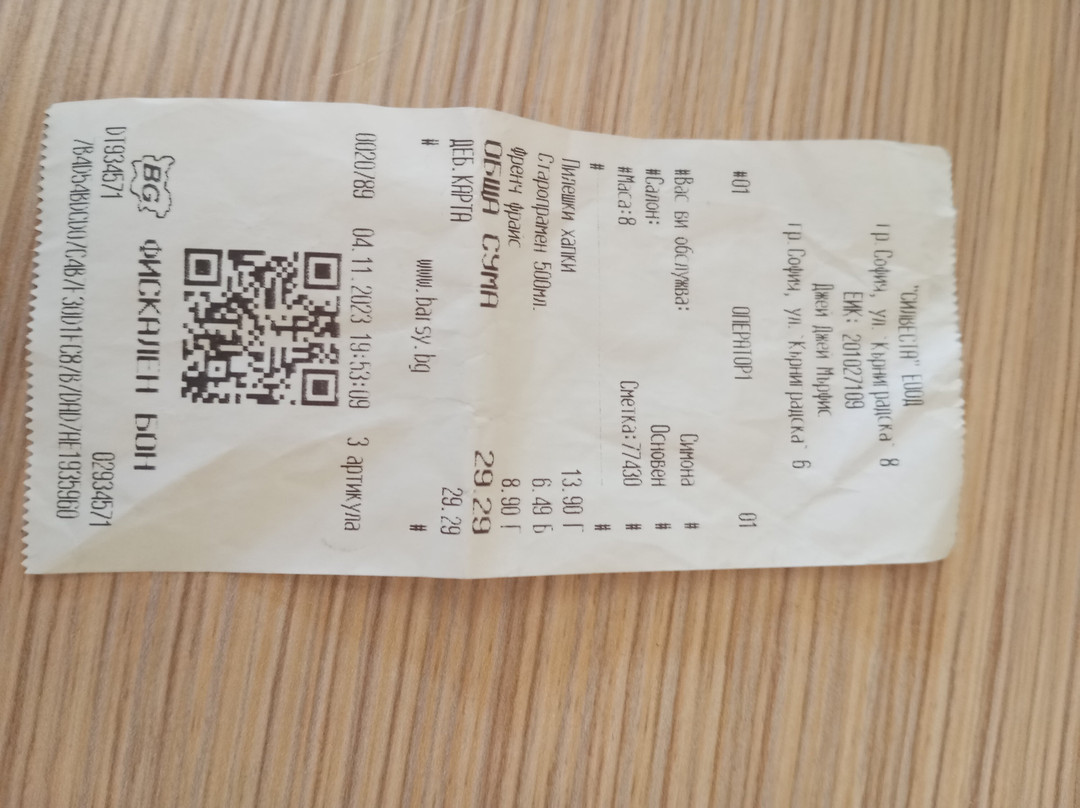 "СИЛВЕСТЪР" ЕООД
гр.София, ул.`Кърниградска` 8
ЕИК: 201027109
Джей Джей Мърфис
гр.София, ул.`Кърниградска` 6
#01 ОПЕРАТОР1 01
#Вас ви обслужва: Симона #
#Салон: Основен #
#Маса:8 Сметка:77430 #
# #
Пилешки хапки 13.90 Г
Старопрамен 500мл. 6.49 Б
Френч фрайс 8.90 Г
ОБЩА СУМА 29.29
ДЕБ.КАРТА 29.29
# www.barsy.bg #
0020789 04.11.2023 19:53:09 3 артикула
BG ФИСКАЛЕН БОН
DT934571 02934571